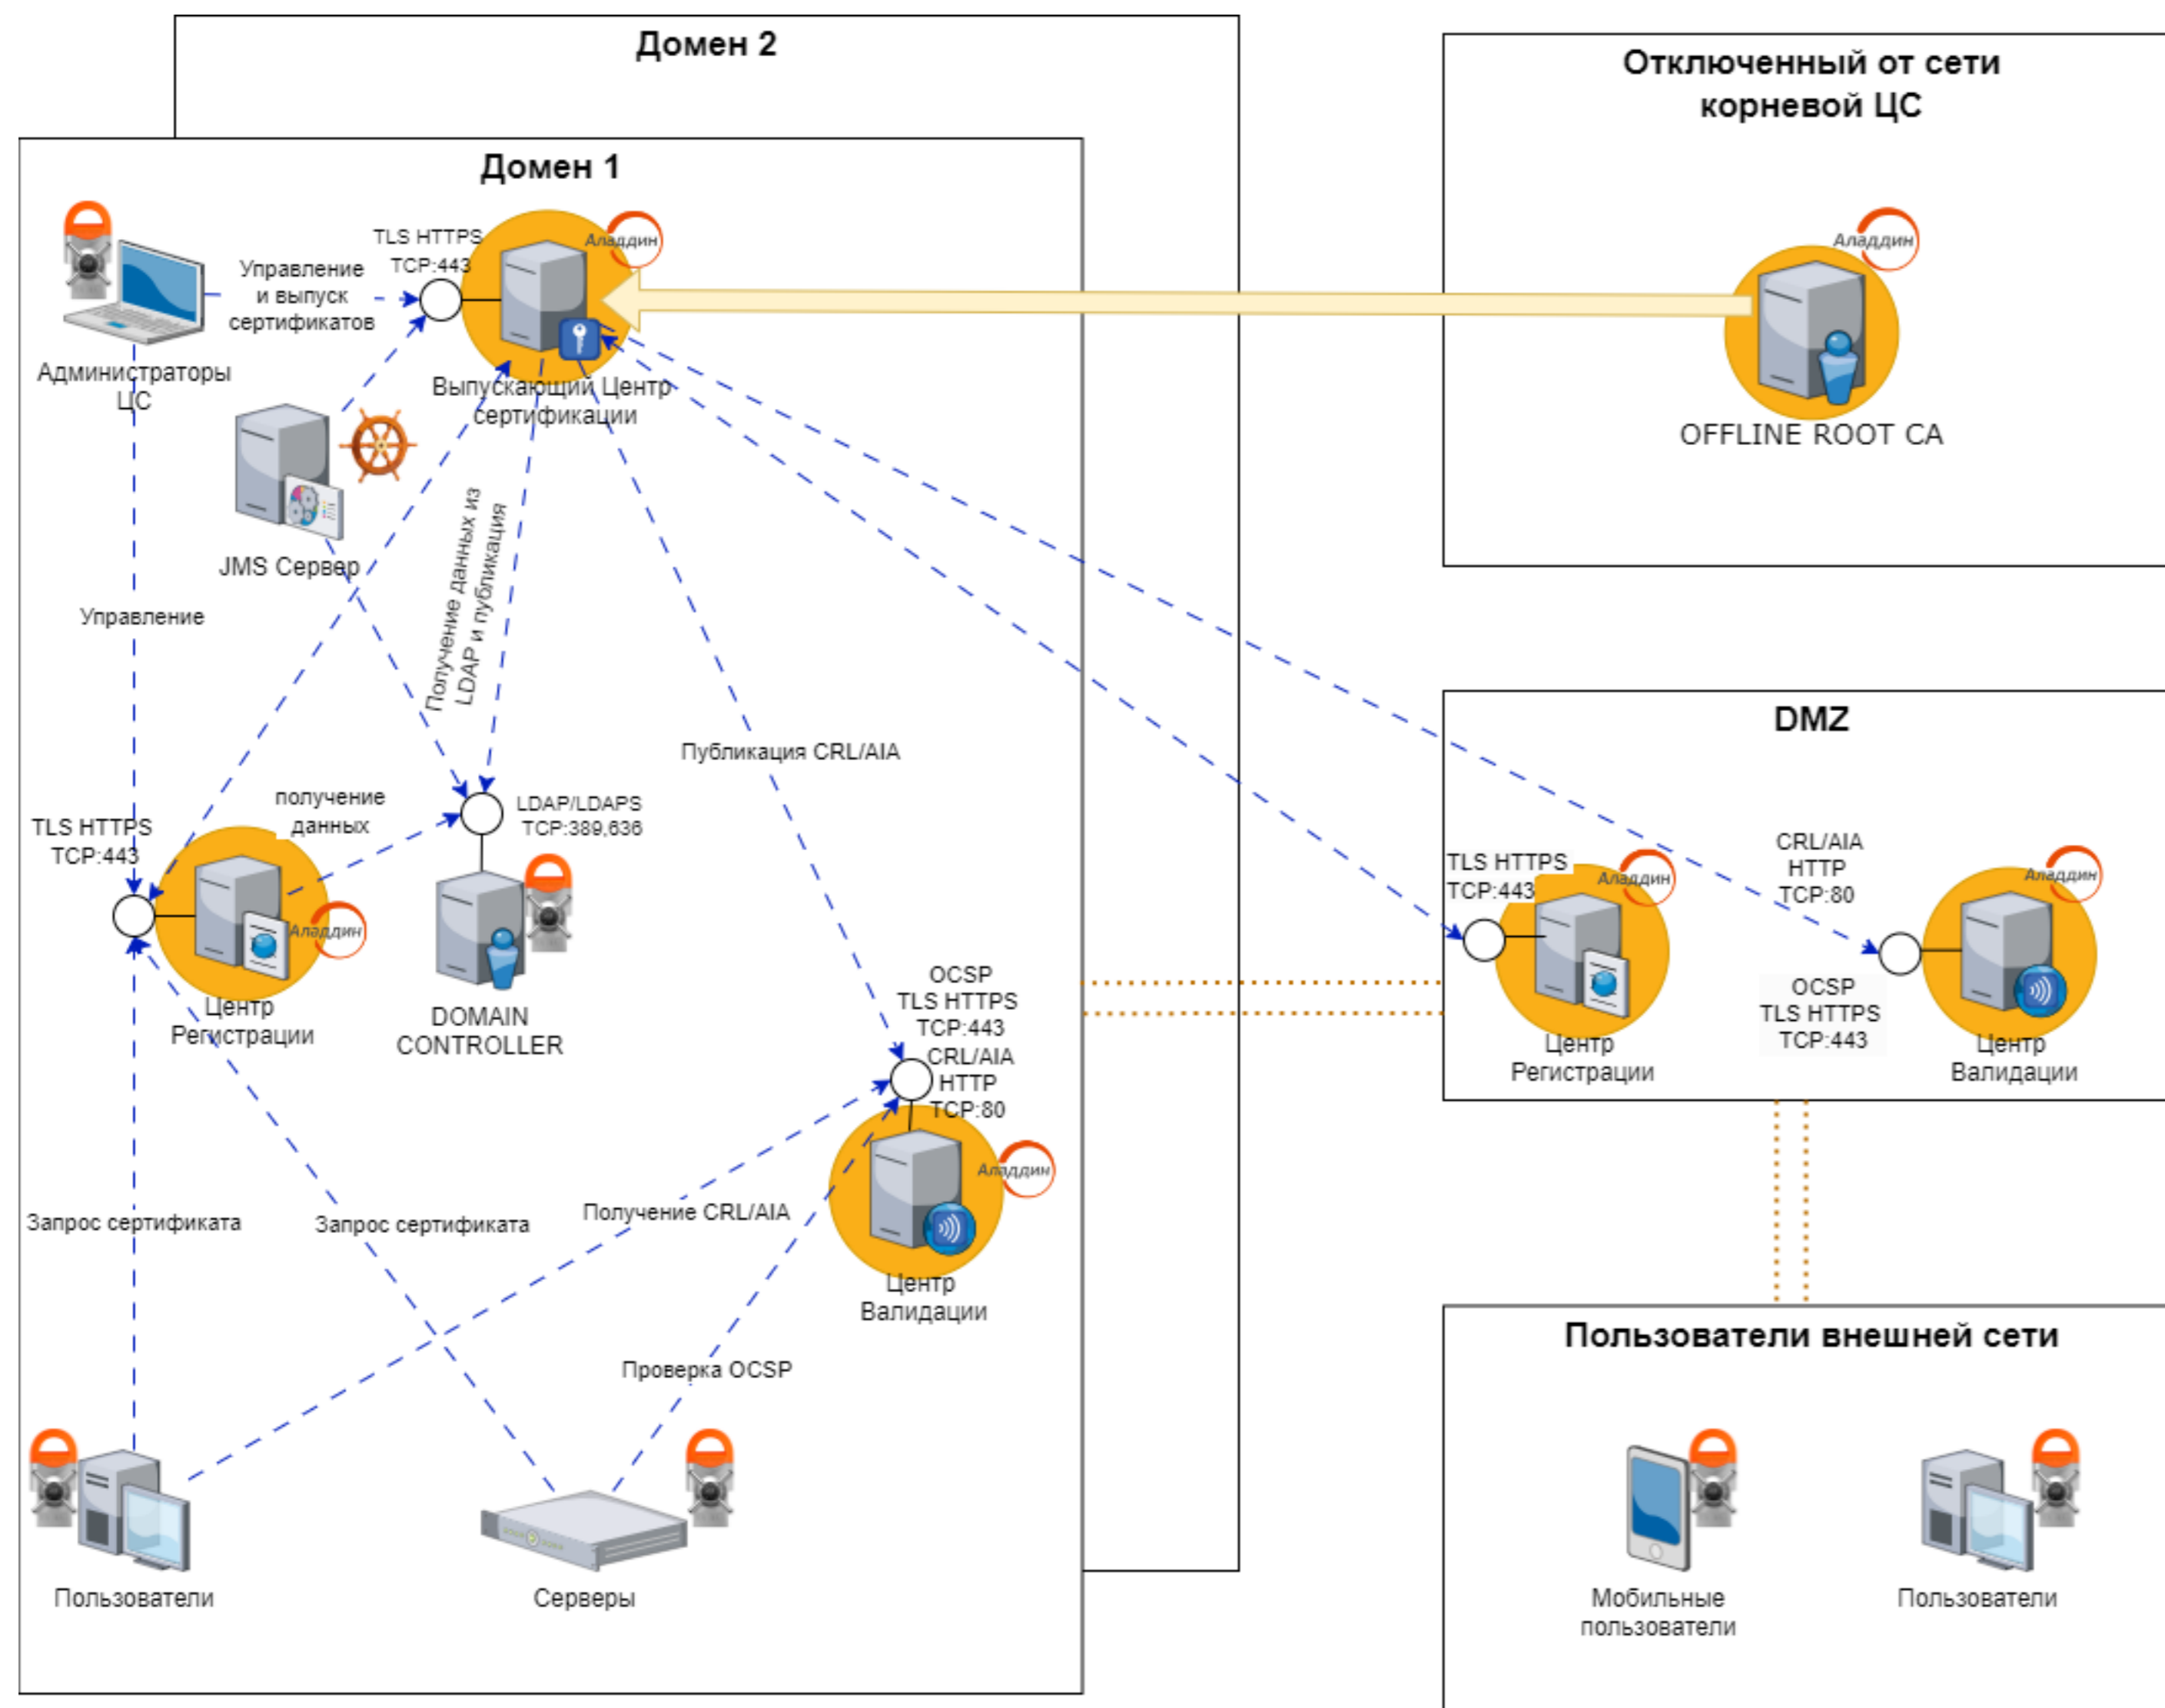 Домен 2
Отключенный от сети
корневой ЦС
Домен 1
TLS HTTPS
TCP:443
Аладдин
Аладдин
Управление
и выпуск
сертификатов
Администраторы
ЦС
Выпускающий Центр
сертификации
OFFLINE ROOT CA
JMS Сервер
Получение данных из
LDAP и публикация
Управление
DMZ
Публикация CRL/AIA
получение
данных
LDAP/LDAPS
TCP:389,636
TLS HTTPS
TCP:443
Аладдин
Центр
Регистрации
DOMAIN
CONTROLLER
TLS HTTPS
TCP:443
Аладдин
Центр
Регистрации
CRL/AIA
HTTP
TCP:80
Аладдин
OCSP
TLS HTTPS
TCP:443
Центр
Валидации
OCSP
TLS HTTPS
TCP:443
CRL/AIA
HTTP
TCP:80
Аладдин
Центр
Валидации
Запрос сертификата
Запрос сертификата
Получение CRL/AIA
Проверка OCSP
Пользователи внешней сети
Пользователи
Серверы
Мобильные
пользователи
Пользователи